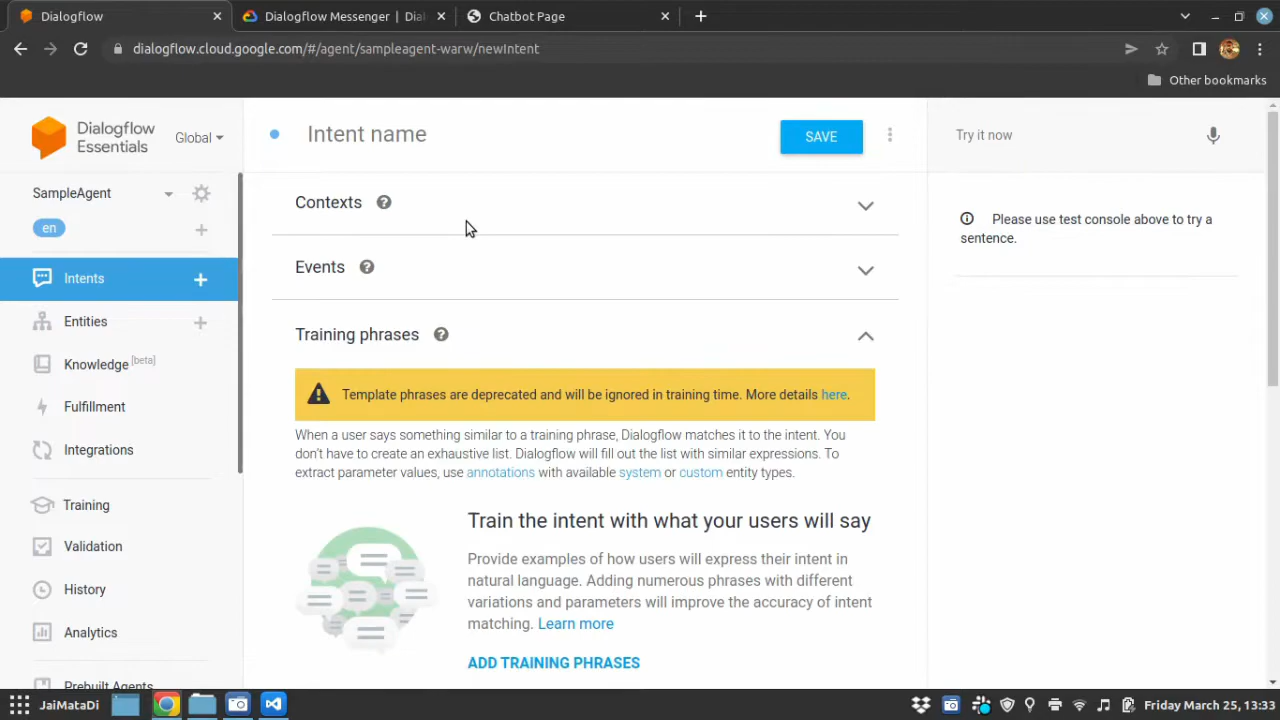 Dialogflow
Dialogflow Messenger | Dial
Chatbot Page
dialogflow.cloud.google.com/#/agent/sampleagent-warw/newIntent
Other bookmarks
Dialogflow
Essentials
Global
SampleAgent
en
Intents
Entities
Knowledge [beta]
Fulfillment
Integrations
Training
Validation
History
Analytics
Prebuilt Agents
Intent name
SAVE
Contexts
Events
Training phrases
Template phrases are deprecated and will be ignored in training time. More details here.
When a user says something similar to a training phrase, Dialogflow matches it to the intent. You
don't have to create an exhaustive list. Dialogflow will fill out the list with similar expressions. To
extract parameter values, use annotations with available system or custom entity types.
Train the intent with what your users will say
Provide examples of how users will express their intent in
natural language. Adding numerous phrases with different
variations and parameters will improve the accuracy of intent
matching. Learn more
ADD TRAINING PHRASES
Try it now
Please use test console above to try a
sentence.
JaiMataDi
Friday March 25, 13:33